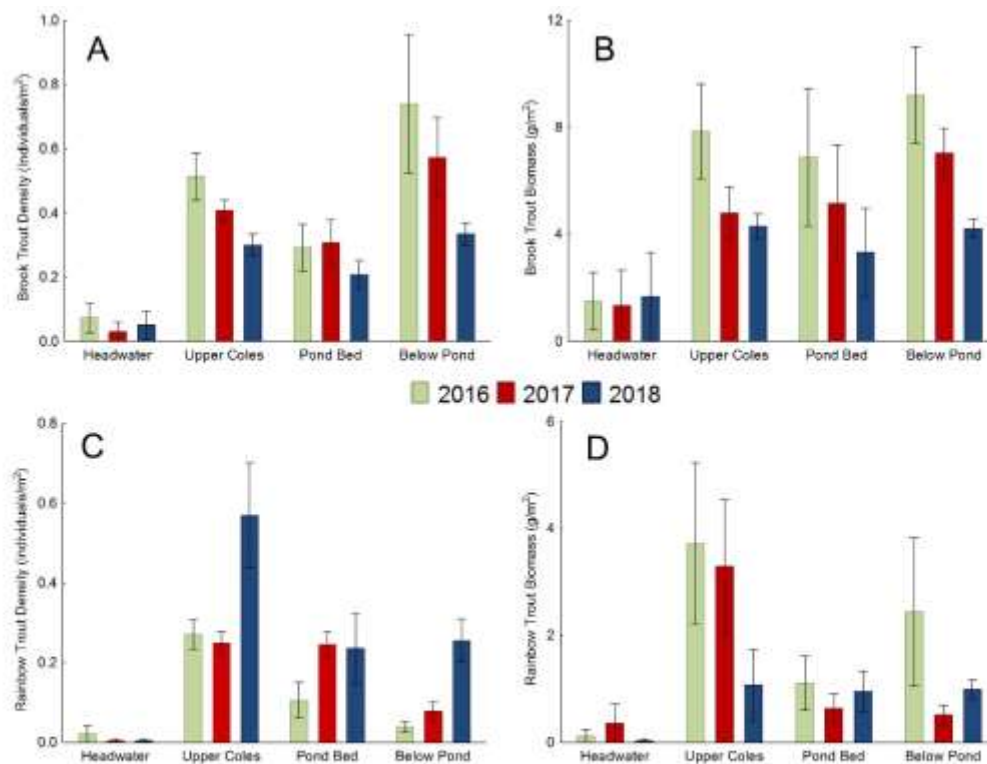 A
Brook Trout Density (Individuals/m²)
1.0
0.8
0.6
0.4
0.2
0.0
Headwater Upper Coles Pond Bed Below Pond
B
Brook Trout Biomass (g/m²)
12
8
4
0
Headwater Upper Coles Pond Bed Below Pond
2016 2017 2018
C
Rainbow Trout Density (individuals/m²)
0.8
0.6
0.4
0.2
0.0
Headwater Upper Coles Pond Bed Below Pond
D
Rainbow Trout Biomass (g/m²)
6
4
2
0
Headwater Upper Coles Pond Bed Below Pond